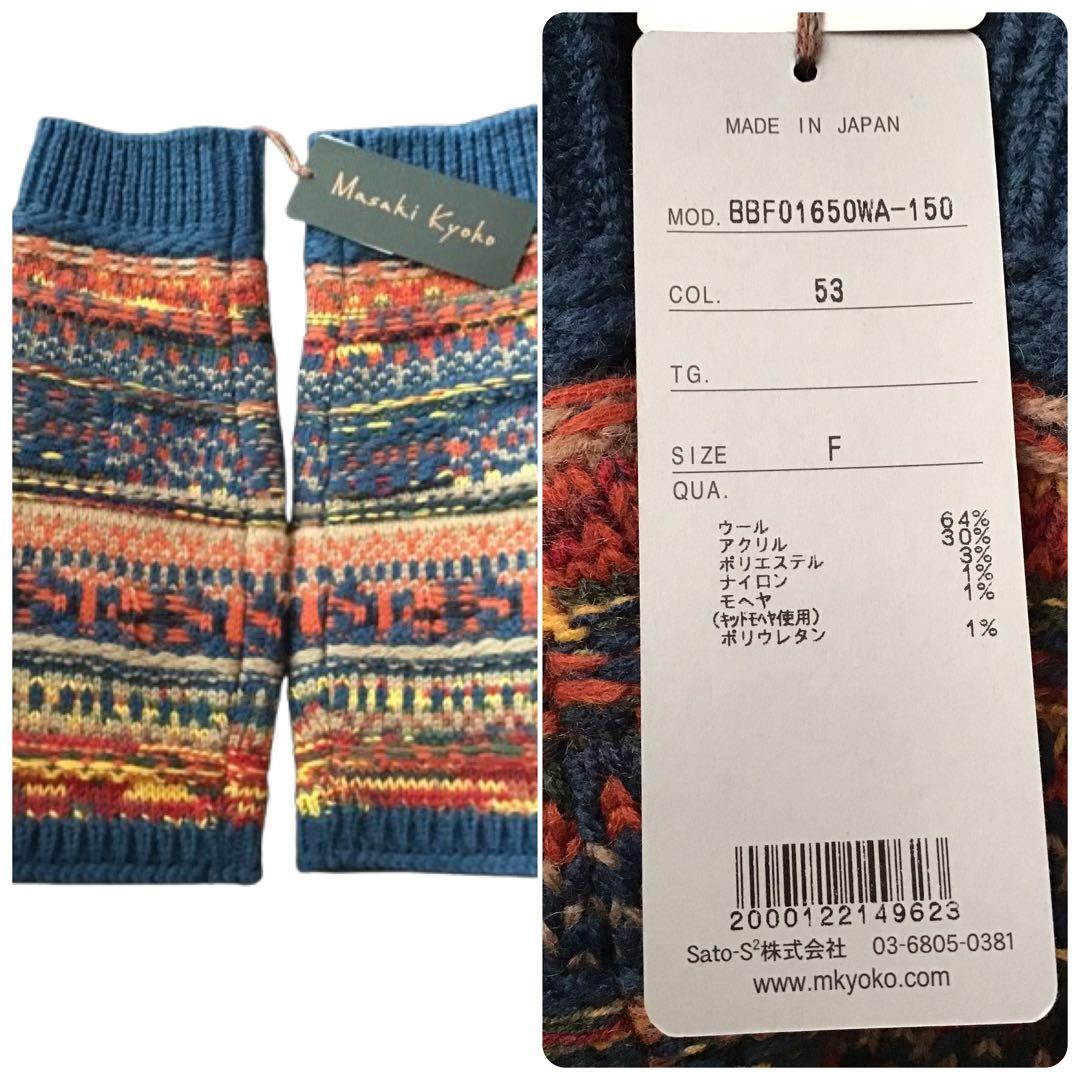 Masaki Kyoko
MADE IN JAPAN
MOD. BBF01650WA-150
COL. 53
TG.
SIZE F
QUA.
ウール 64%
アクリル 30%
ポリエステル 3%
ナイロン 1%
モヘヤ 1%
(キッドモヘヤ使用)
ポリウレタン 1%
2000122149623
Sato-S²株式会社 03-6805-0381
www.mkyoko.com